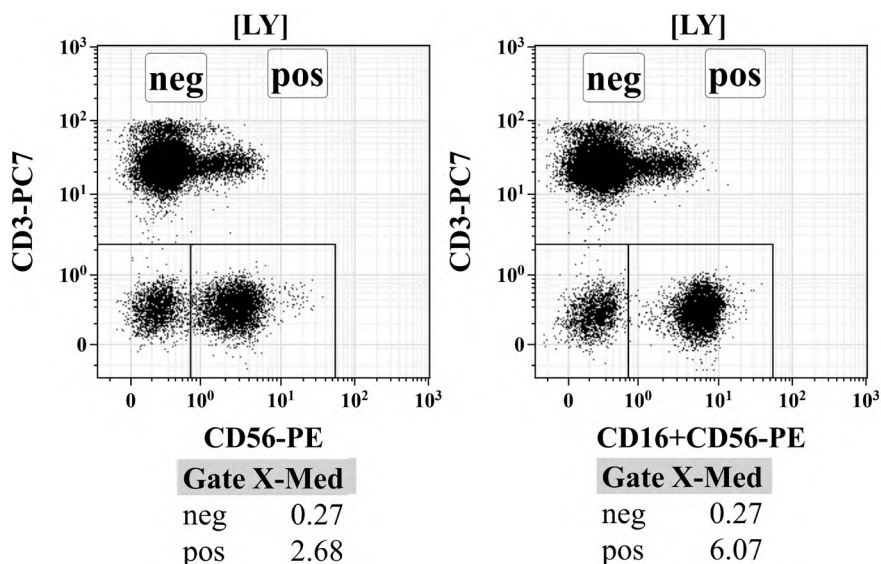 [LY]
neg pos
CD3-PC7
10³
10²
10¹
10⁰
0
0 10⁰ 10¹ 10² 10³
CD56-PE
Gate X-Med
neg 0.27
pos 2.68
[LY]
neg pos
CD3-PC7
10³
10²
10¹
10⁰
0
0 10⁰ 10¹ 10² 10³
CD16+CD56-PE
Gate X-Med
neg 0.27
pos 6.07